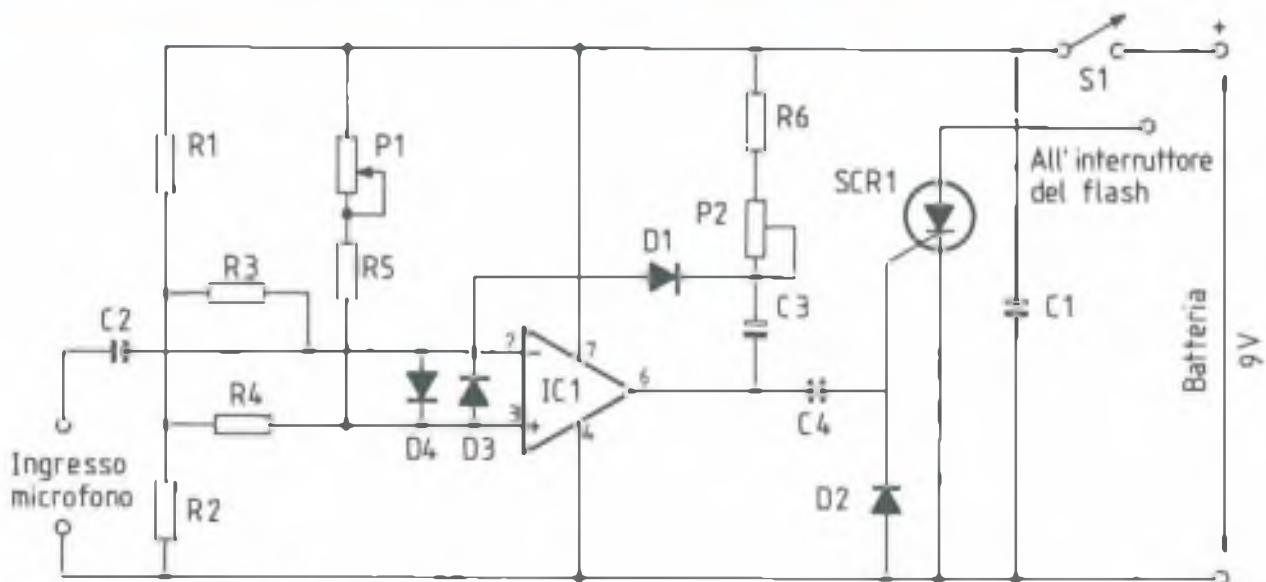 +
S1
R1
P1
R6
All' interruttore
del flash
SCR1
P2
D1
R3
R5
C2
C3
C1
Batteria
9V
2
−
7
IC1
6
R4
3
+
4
C4
D4
D3
Ingresso
microfono
R2
D2